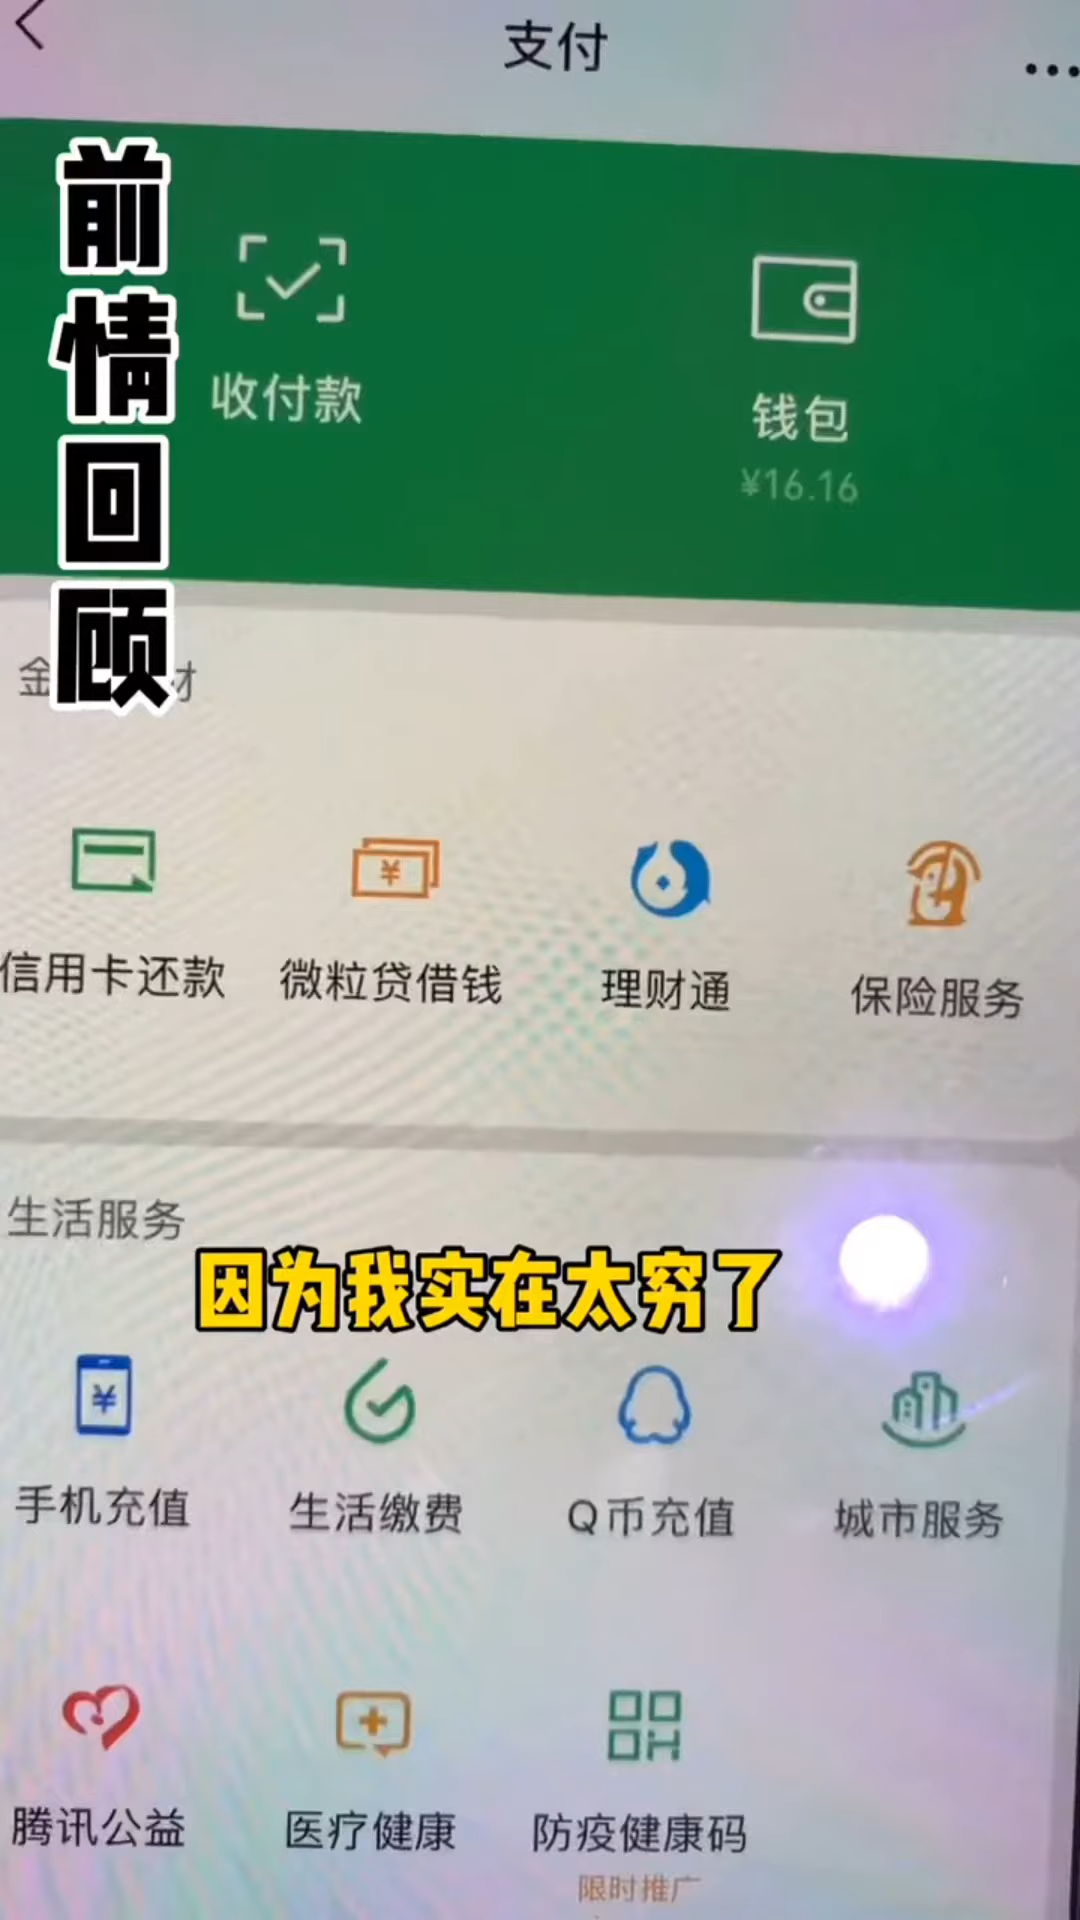 支付
前情回顾
收付款
钱包
¥16.16
信用卡还款
微粒贷借钱
理财通
保险服务
生活服务
因为我实在太穷了
手机充值
生活缴费
Q币充值
城市服务
腾讯公益
医疗健康
防疫健康码
限时推广